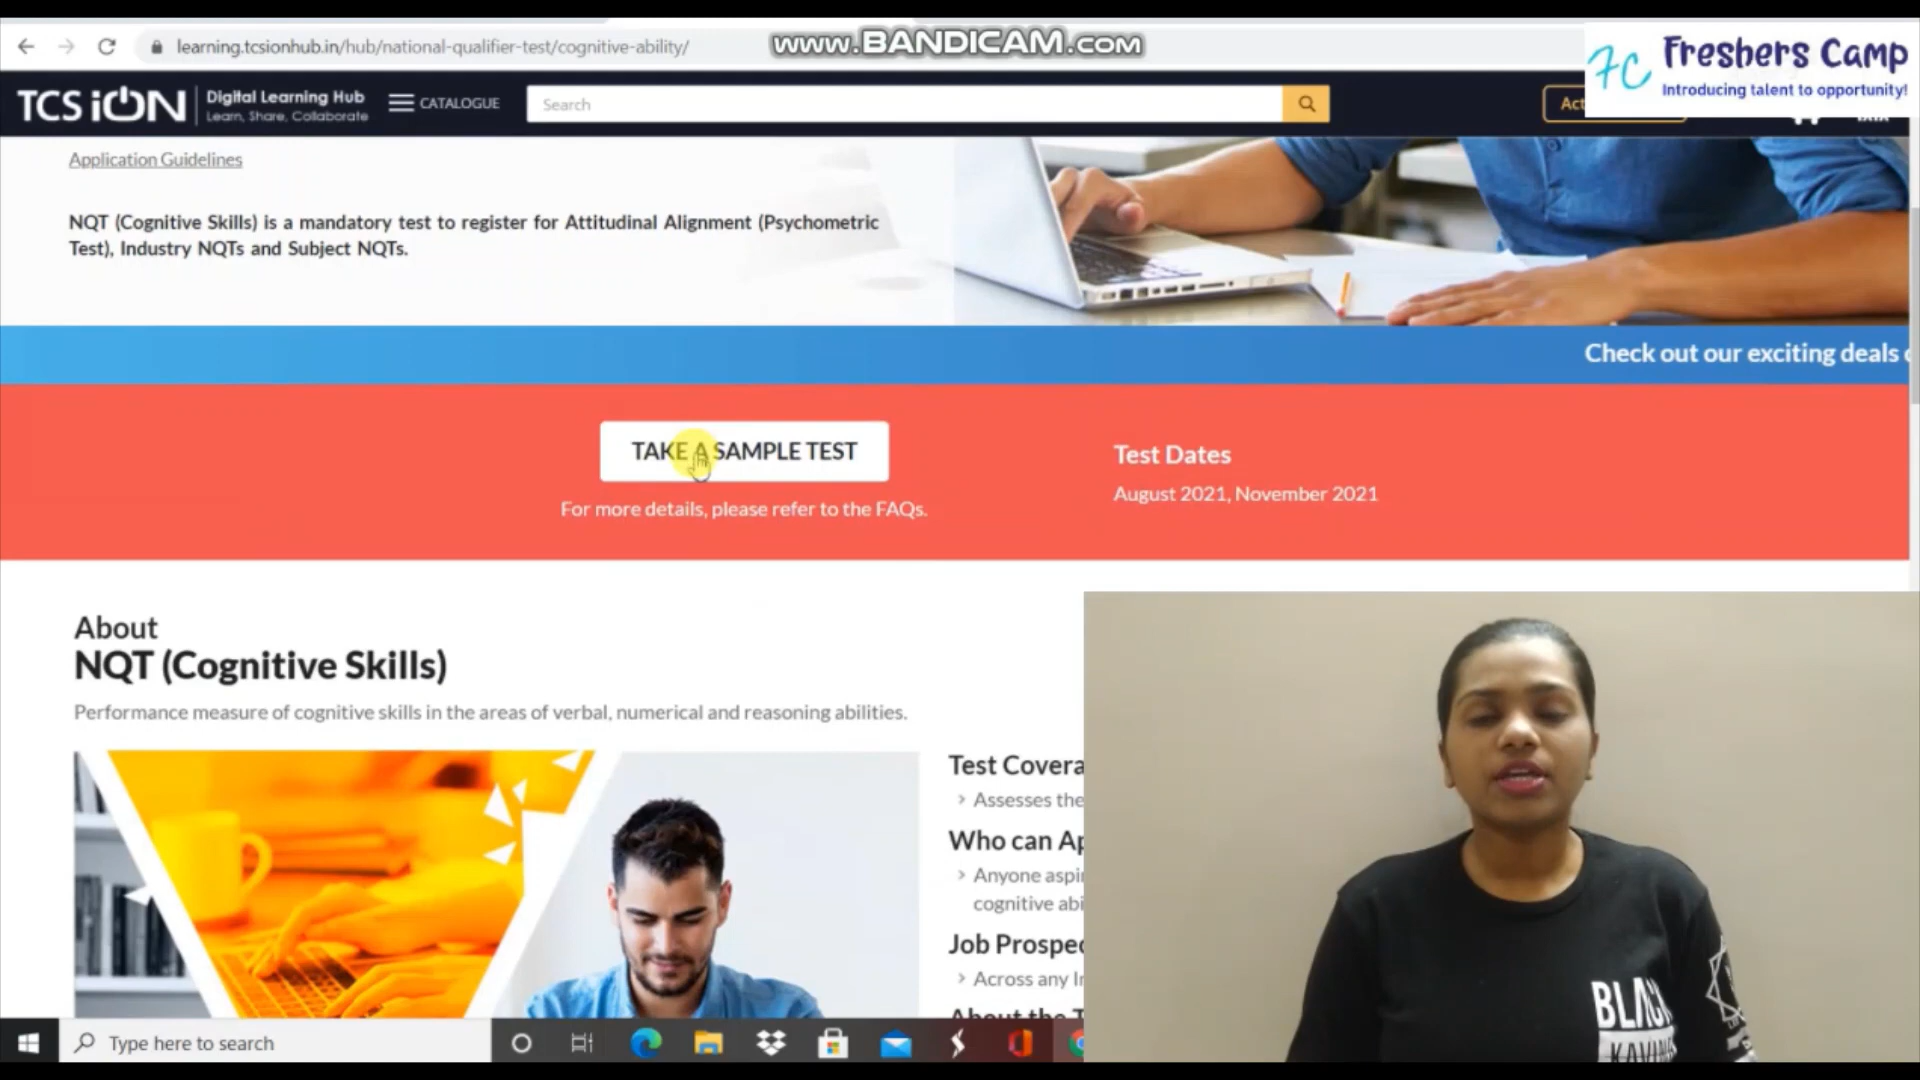 learning.tcsionhub.in/hub/national-qualifier-test/cognitive-ability/
www.BANDICAM.com
Freshers Camp
Introducing talent to opportunity!
TCS iON
Digital Learning Hub
Learn, Share, Collaborate
CATALOGUE
Search
Application Guidelines
NQT (Cognitive Skills) is a mandatory test to register for Attitudinal Alignment (Psychometric
Test), Industry NQTs and Subject NQTs.
Check out our exciting deals
TAKE A SAMPLE TEST
For more details, please refer to the FAQs.
Test Dates
August 2021, November 2021
About
NQT (Cognitive Skills)
Performance measure of cognitive skills in the areas of verbal, numerical and reasoning abilities.
Test
Assesses the
Who can
Anyone
cognitive
Job
Across any
About the
BLACK
Type here to search